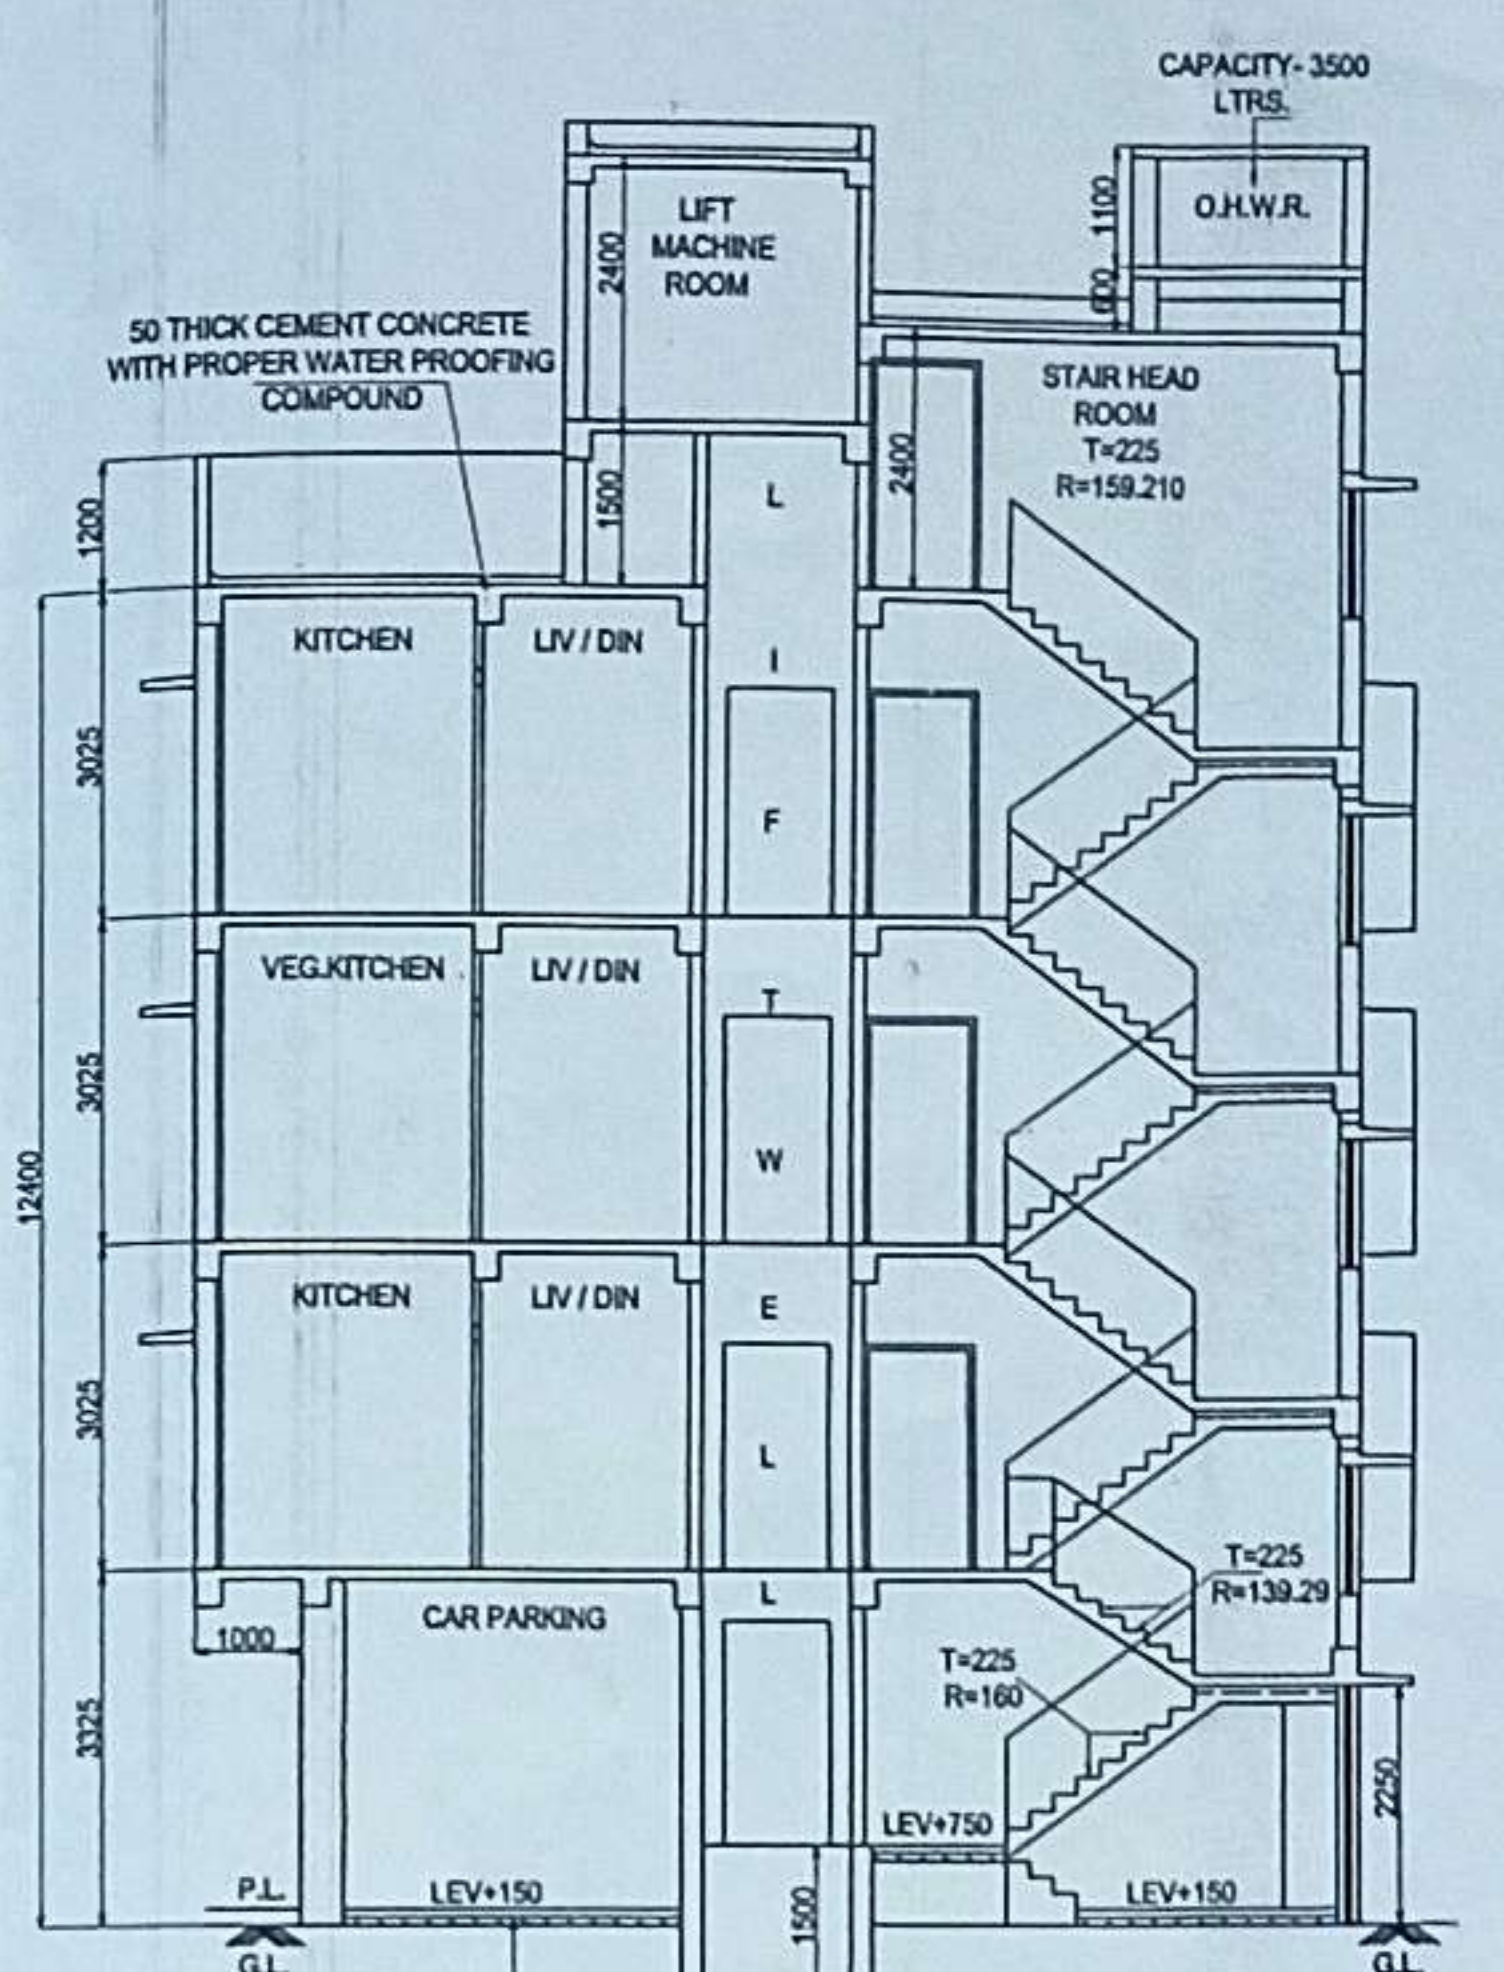 CAPACITY- 3500
LTRS.
O.H.W.R.
1100
600
LIFT
MACHINE
ROOM
2400
50 THICK CEMENT CONCRETE
WITH PROPER WATER PROOFING
COMPOUND
STAIR HEAD
ROOM
T=225
R=159.210
2400
1500
1200
L
I
F
T
W
E
L
L
KITCHEN
LIV / DIN
3025
VEG.KITCHEN
LIV / DIN
3025
12400
KITCHEN
LIV / DIN
3025
CAR PARKING
1000
3325
T=225
R=139.29
T=225
R=160
2250
LEV+750
P.L.
LEV+150
LEV+150
1500
G.L.
G.L.